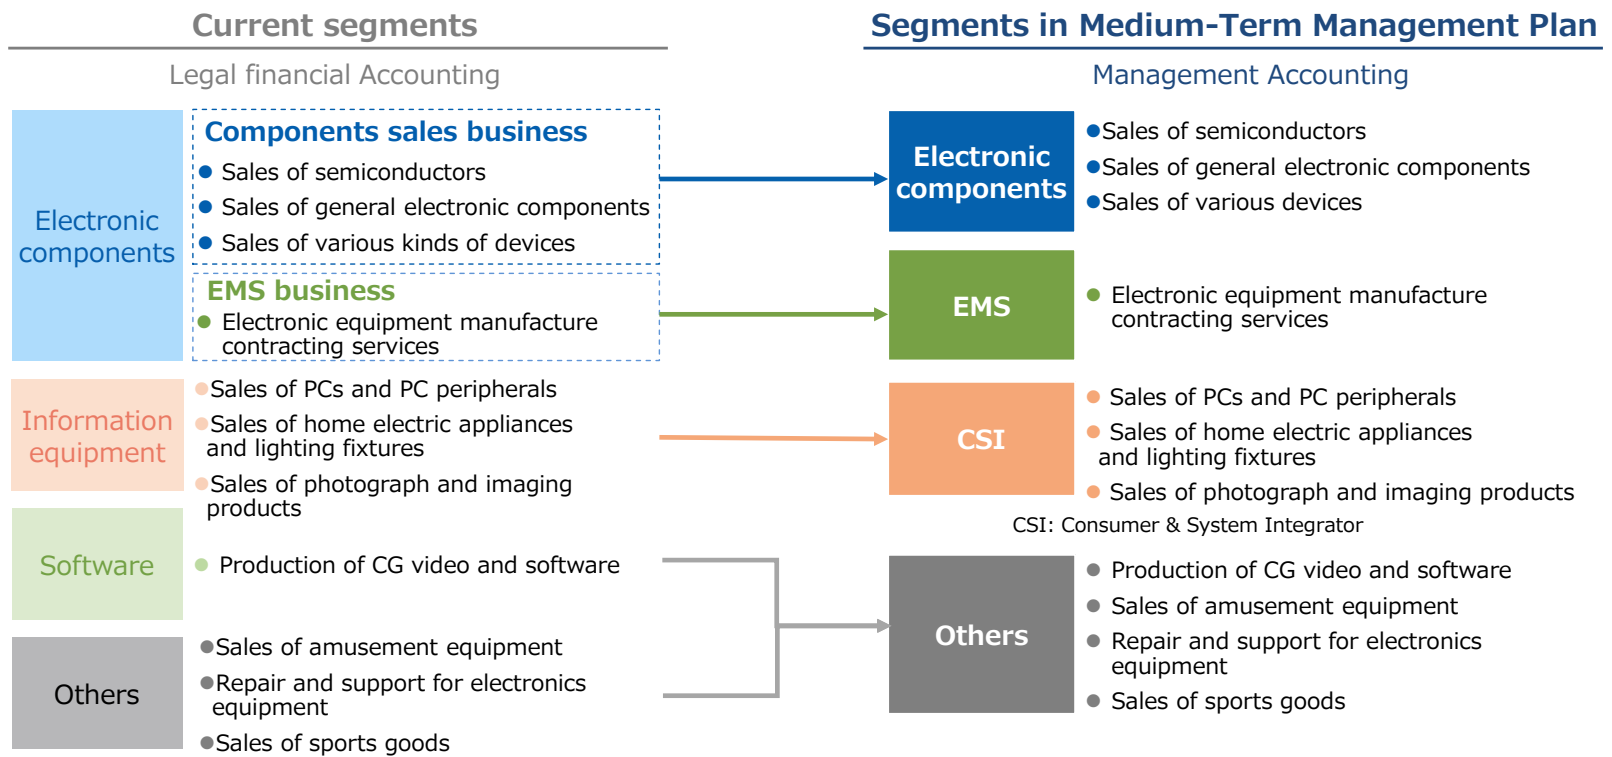 Current segments
Legal financial Accounting
Electronic
components
Components sales business
● Sales of semiconductors
● Sales of general electronic components
● Sales of various kinds of devices
EMS business
● Electronic equipment manufacture
contracting services
Information
equipment
●Sales of PCs and PC peripherals
●Sales of home electric appliances
and lighting fixtures
●Sales of photograph and imaging
products
Software
● Production of CG video and software
Others
●Sales of amusement equipment
●Repair and support for electronics
equipment
●Sales of sports goods
Segments in Medium-Term Management Plan
Management Accounting
Electronic
components
●Sales of semiconductors
●Sales of general electronic components
●Sales of various devices
EMS
● Electronic equipment manufacture
contracting services
CSI
● Sales of PCs and PC peripherals
● Sales of home electric appliances
and lighting fixtures
● Sales of photograph and imaging products
CSI: Consumer & System Integrator
Others
● Production of CG video and software
● Sales of amusement equipment
● Repair and support for electronics
equipment
● Sales of sports goods